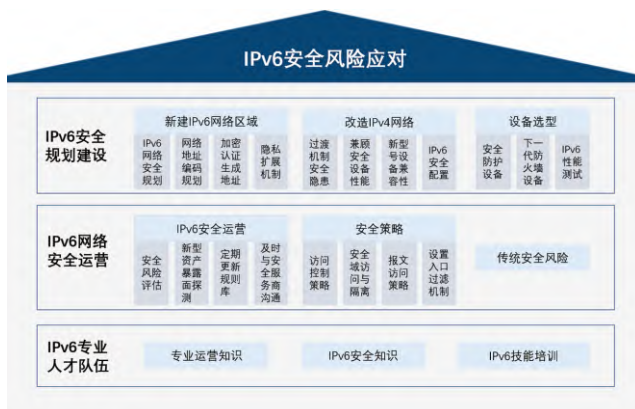 IPv6安全风险应对
IPv6安全
规划建设
新建IPv6网络区域
IPv6
网络
安全
规划
网络
地址
编码
规划
加密
认证
生成
地址
隐私
扩展
机制
改造IPv4网络
过渡
机制
安全
隐患
兼顾
安全
设备
性能
新型
号设
备兼
容性
IPv6
安全
配置
设备选型
安全
防护
设备
下一
代防
火墙
设备
IPv6
性能
测试
IPv6网络
安全运营
IPv6安全运营
安全
风险
评估
新型
资产
暴露
面探
测
定期
更新
规则
库
及时
与安
全服
务商
沟通
安全策略
访问
控制
策略
安全
域访
问与
隔离
报文
访问
策略
设置
入口
过滤
机制
传统安全风险
IPv6专业
人才队伍
专业运营知识
IPv6安全知识
IPv6技能培训